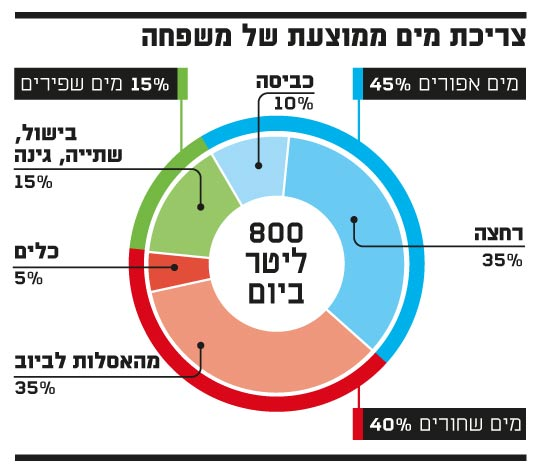 צריכת מים ממוצעת של משפחה
מים אפורים 45%
15% מים שפירים
כביסה
10%
בישול,
שתייה, גינה
15%
רחצה
35%
800
ליטר
ביום
כלים
5%
מהאסלות לביוב
35%
מים שחורים 40%